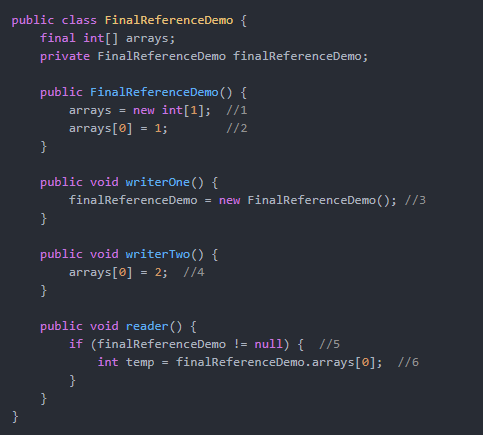 public class FinalReferenceDemo {
    final int[] arrays;
    private FinalReferenceDemo finalReferenceDemo;

    public FinalReferenceDemo() {
        arrays = new int[1];  //1
        arrays[0] = 1;        //2
    }

    public void writerOne() {
        finalReferenceDemo = new FinalReferenceDemo(); //3
    }

    public void writerTwo() {
        arrays[0] = 2;  //4
    }

    public void reader() {
        if (finalReferenceDemo != null) {  //5
            int temp = finalReferenceDemo.arrays[0];  //6
        }
    }
}